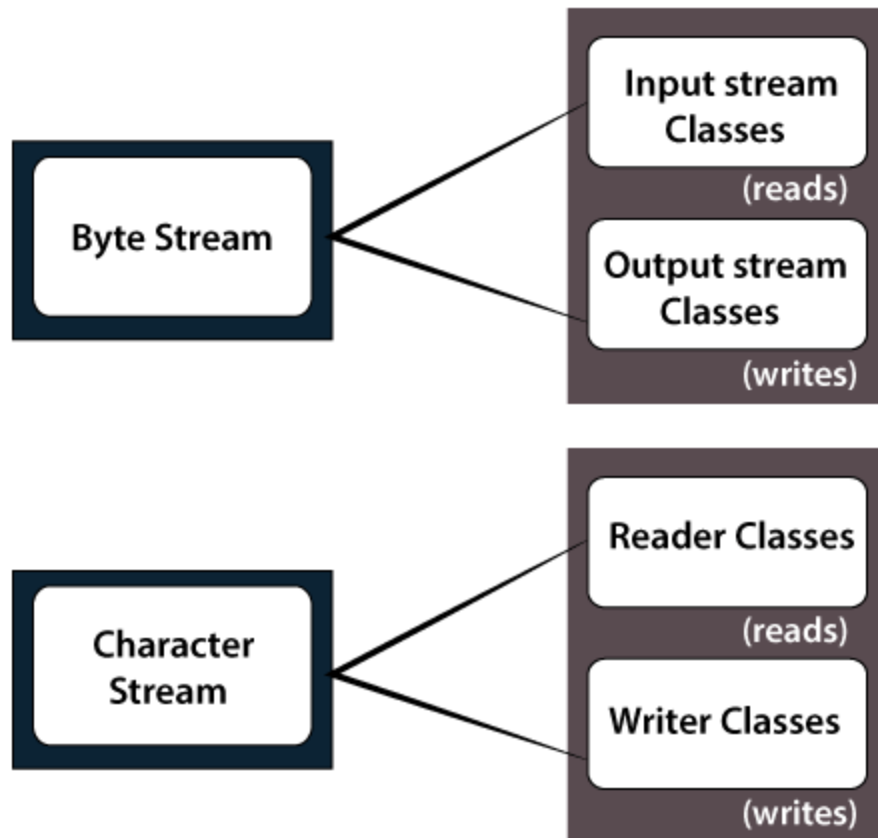 Byte Stream
Input stream
Classes
(reads)
Output stream
Classes
(writes)
Character
Stream
Reader Classes
(reads)
Writer Classes
(writes)